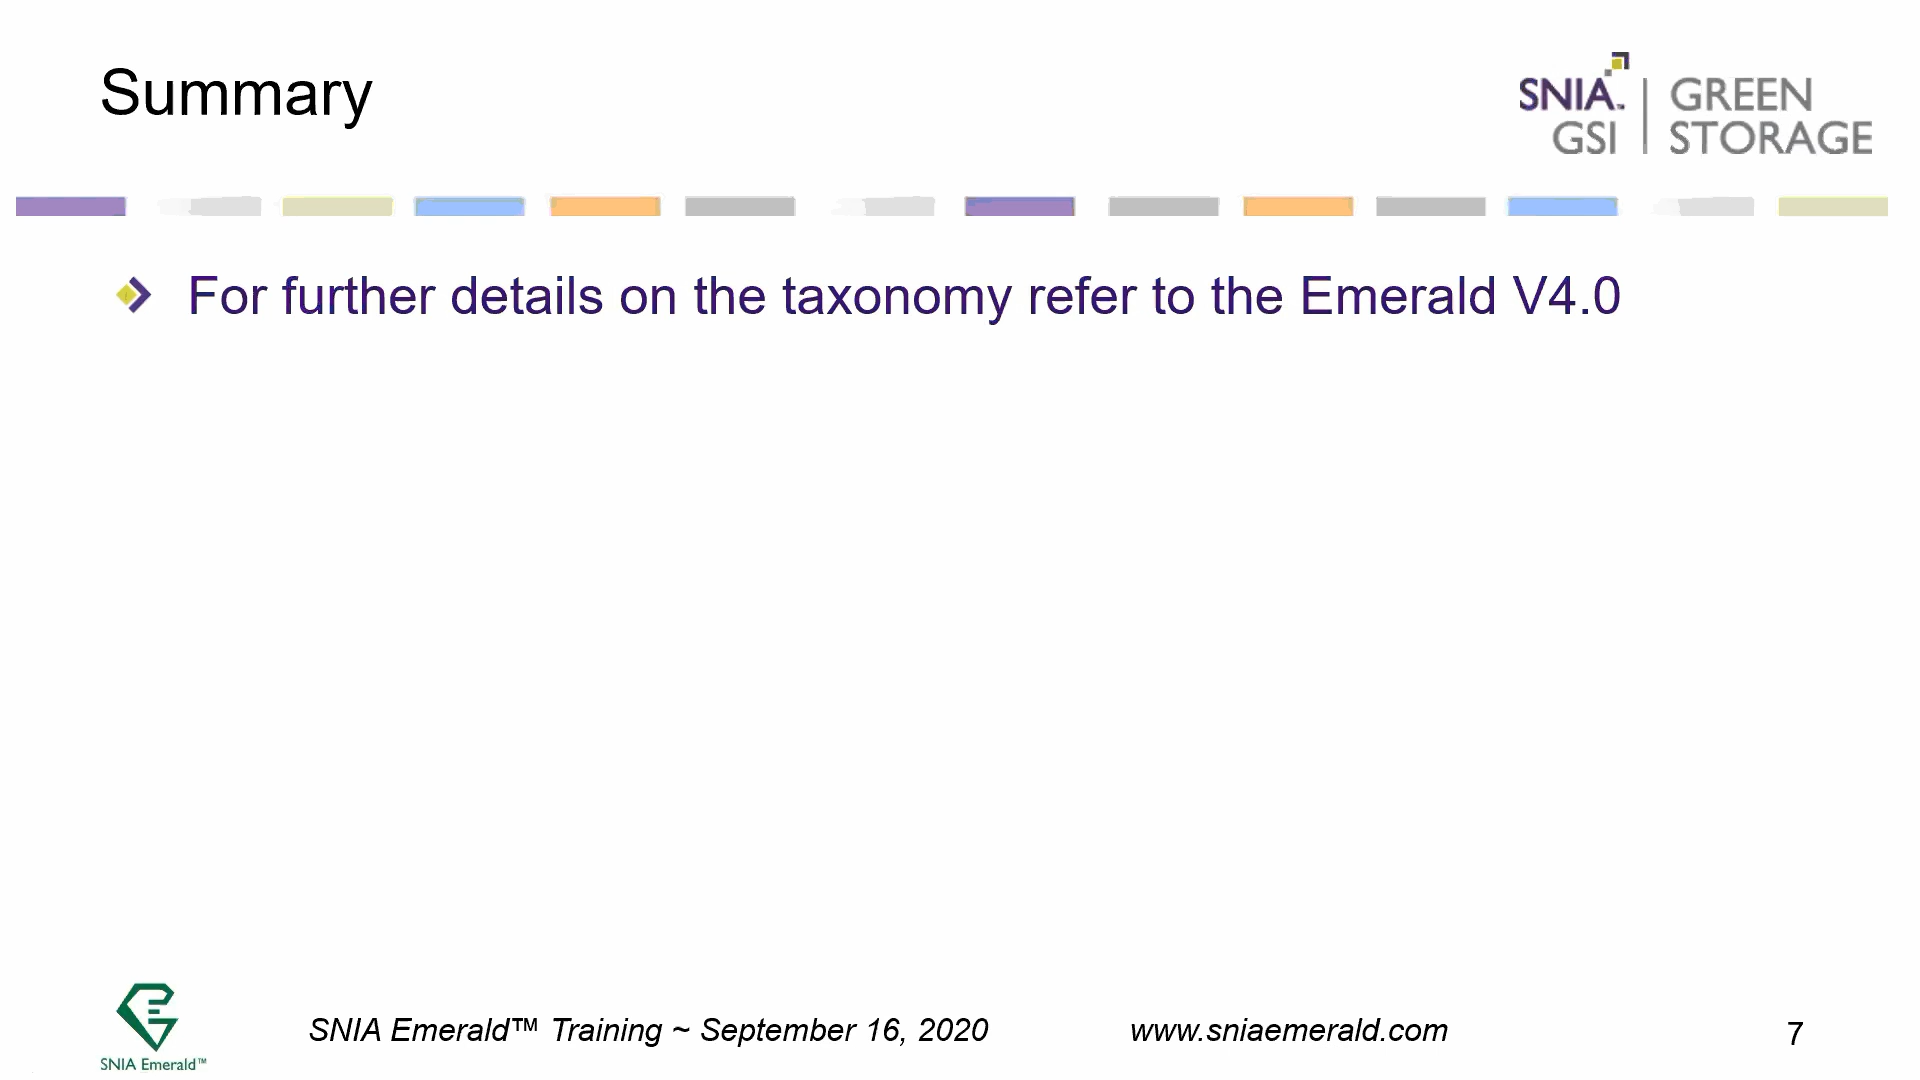 Summary
SNIA™ GSI | GREEN STORAGE
For further details on the taxonomy refer to the Emerald V4.0
SNIA Emerald™
SNIA Emerald™ Training ~ September 16, 2020
www.sniaemerald.com
7